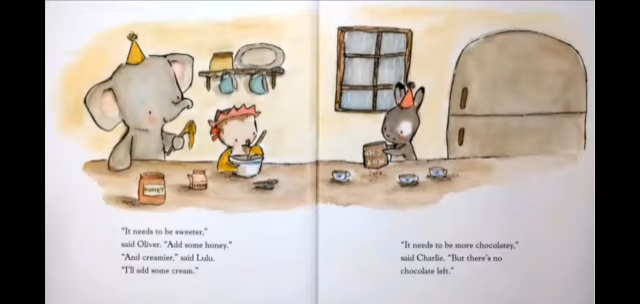 HONEY
"It needs to be sweeter,"
said Oliver. "Add some honey."
"And creamier," said Lulu.
"I'll add some cream."
"It needs to be more chocolatey,"
said Charlie. "But there's no
chocolate left."